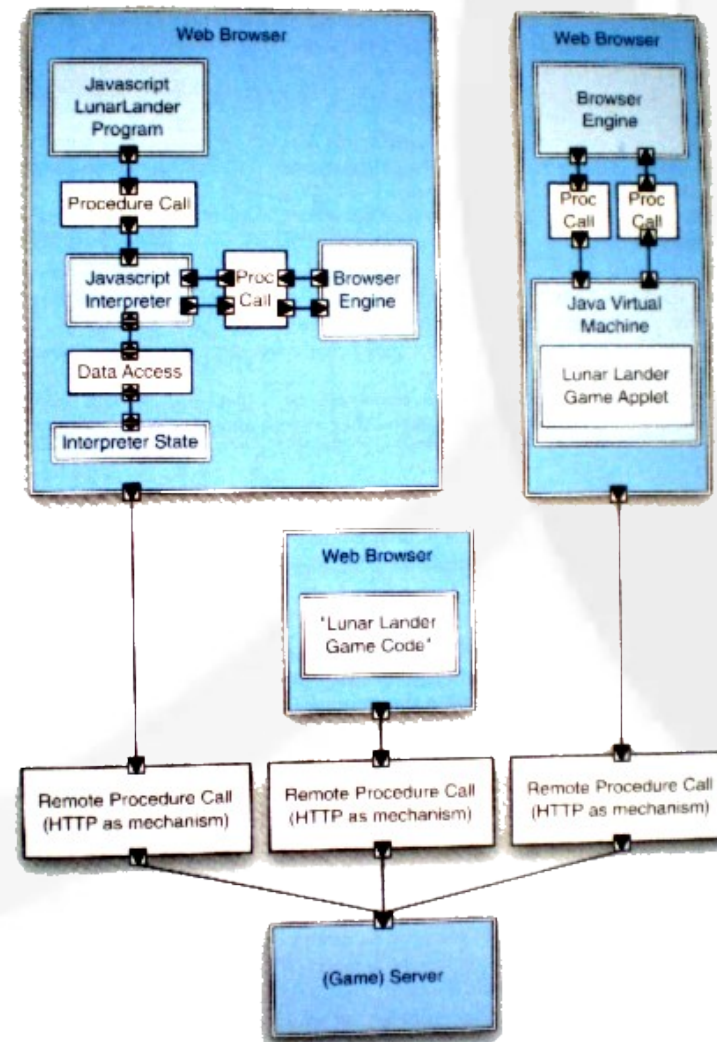 Web Browser
Javascript
LunarLander
Program
Procedure Call
Javascript
Interpreter
Proc
Call
Browser
Engine
Data Access
Interpreter State
Web Browser
Browser
Engine
Proc
Call
Proc
Call
Java Virtual
Machine
Lunar Lander
Game Applet
Web Browser
"Lunar Lander
Game Code"
Remote Procedure Call
(HTTP as mechanism)
Remote Procedure Call
(HTTP as mechanism)
Remote Procedure Call
(HTTP as mechanism)
(Game) Server